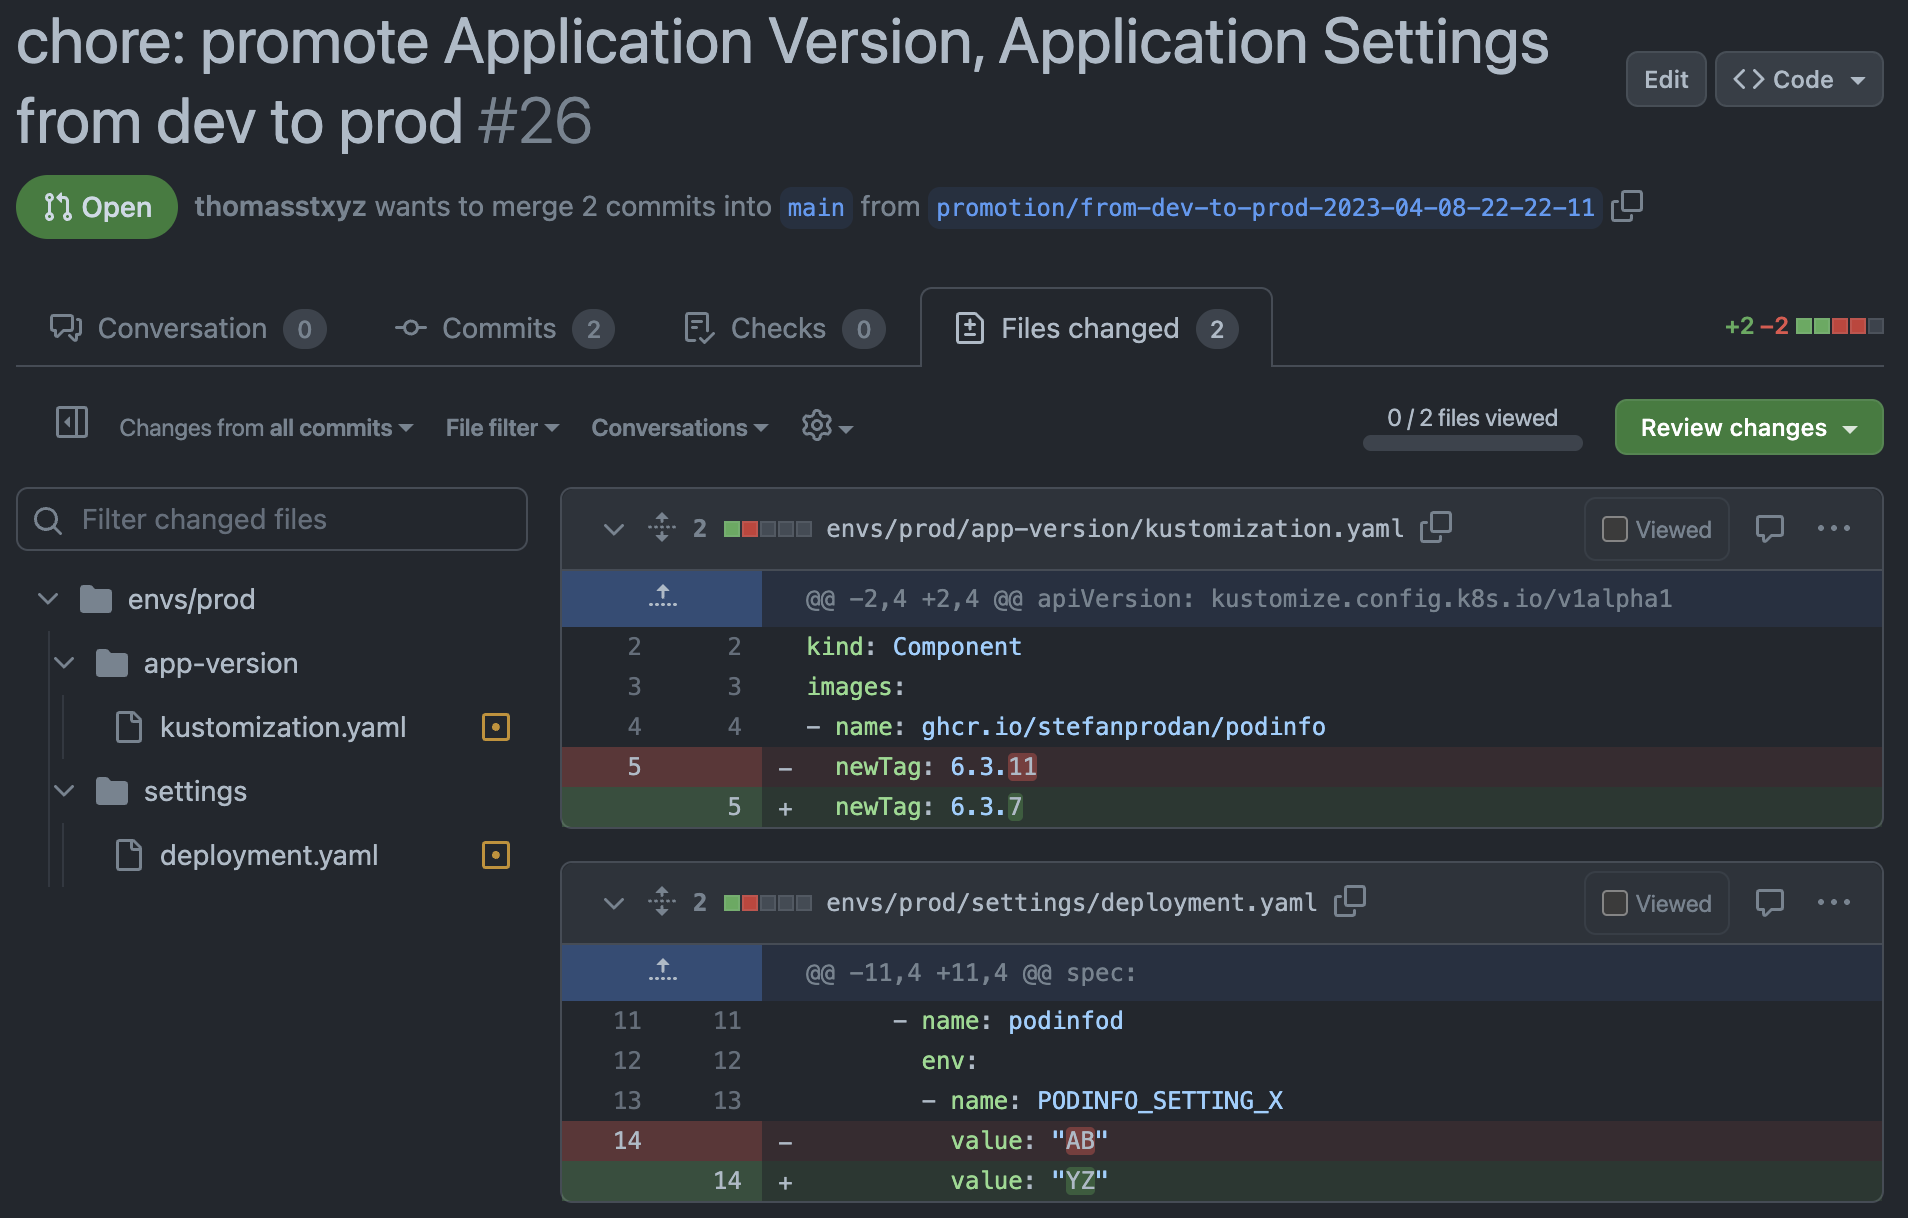 chore: promote Application Version, Application Settings
from dev to prod #26
Edit
<> Code
Open
thomasstxyz wants to merge 2 commits into main from promotion/from-dev-to-prod-2023-04-08-22-22-11
Conversation 0
Commits 2
Checks 0
Files changed 2
+2 −2
Changes from all commits
File filter
Conversations
0 / 2 files viewed
Review changes
Filter changed files
envs/prod
app-version
kustomization.yaml
settings
deployment.yaml
2 envs/prod/app-version/kustomization.yaml
Viewed
@@ -2,4 +2,4 @@ apiVersion: kustomize.config.k8s.io/v1alpha1
2 2 kind: Component
3 3 images:
4 4 - name: ghcr.io/stefanprodan/podinfo
5 - newTag: 6.3.11
5 + newTag: 6.3.7
2 envs/prod/settings/deployment.yaml
Viewed
@@ -11,4 +11,4 @@ spec:
11 11 - name: podinfod
12 12 env:
13 13 - name: PODINFO_SETTING_X
14 - value: "AB"
14 + value: "YZ"